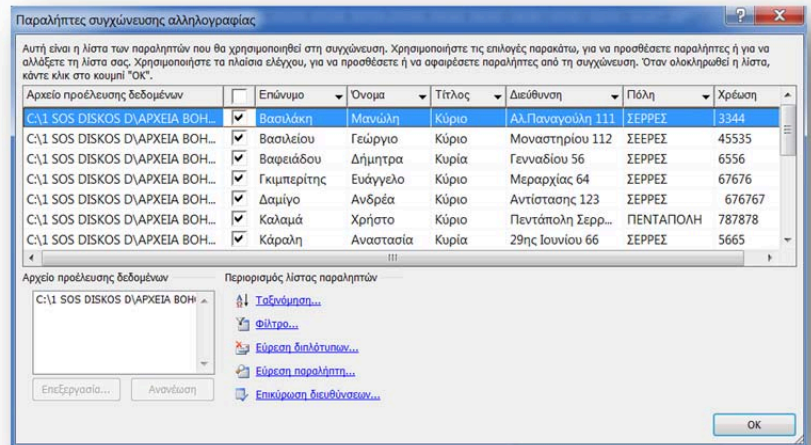 Παραλήπτες συγχώνευσης αλληλογραφίας
Αυτή είναι η λίστα των παραληπτών που θα χρησιμοποιηθεί στη συγχώνευση. Χρησιμοποιήστε τις επιλογές παρακάτω, για να προσθέσετε παραλήπτες ή για να
αλλάξετε τη λίστα σας. Χρησιμοποιήστε τα πλαίσια ελέγχου, για να προσθέσετε ή να αφαιρέσετε παραλήπτες από τη συγχώνευση. Όταν ολοκληρωθεί η λίστα,
κάντε κλικ στο κουμπί "OK".
Αρχείο προέλευσης δεδομένων Επώνυμο Όνομα Τίτλος Διεύθυνση Πόλη Χρέωση
C:\1 SOS DISKOS D\ΑΡΧΕΙΑ ΒΟΗ... Βασιλάκη Μανώλη Κύριο Αλ.Παναγούλη 111 ΣΕΡΡΕΣ 3344
C:\1 SOS DISKOS D\ΑΡΧΕΙΑ ΒΟΗ... Βασιλείου Γεώργιο Κύριο Μοναστηρίου 112 ΣΕΕΡΕΣ 45535
C:\1 SOS DISKOS D\ΑΡΧΕΙΑ ΒΟΗ... Βαφειάδου Δήμητρα Κυρία Γενναδίου 56 ΣΕΡΡΕΣ 6556
C:\1 SOS DISKOS D\ΑΡΧΕΙΑ ΒΟΗ... Γκιμπερίτης Ευάγγελο Κύριο Μεραρχίας 64 ΣΕΡΡΕΣ 67676
C:\1 SOS DISKOS D\ΑΡΧΕΙΑ ΒΟΗ... Δαμίγο Ανδρέα Κύριο Αντίστασης 123 ΣΕΡΡΕΣ 676767
C:\1 SOS DISKOS D\ΑΡΧΕΙΑ ΒΟΗ... Καλαμά Χρήστο Κύριο Πεντάπολη Σερρ... ΠΕΝΤΑΠΟΛΗ 787878
C:\1 SOS DISKOS D\ΑΡΧΕΙΑ ΒΟΗ... Κάραλη Αναστασία Κυρία 29ης Ιουνίου 66 ΣΕΡΡΕΣ 5665
Αρχείο προέλευσης δεδομένων Περιορισμός λίστας παραληπτών
C:\1 SOS DISKOS D\ΑΡΧΕΙΑ ΒΟΗΘ
Ταξινόμηση...
Φίλτρο...
Εύρεση διπλότυπων...
Εύρεση παραλήπτη...
Επεξεργασία... Ανανέωση
Επικύρωση διευθύνσεων...
OK